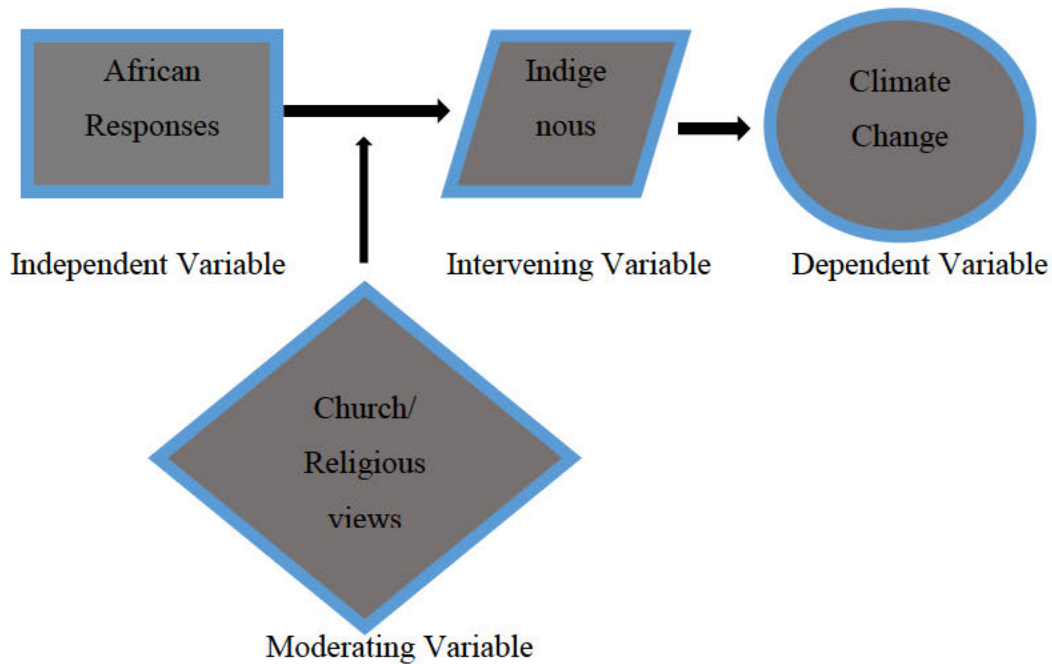 African
Responses
Indige
nous
Climate
Change
Independent Variable
Intervening Variable
Dependent Variable
Church/
Religious
views
Moderating Variable